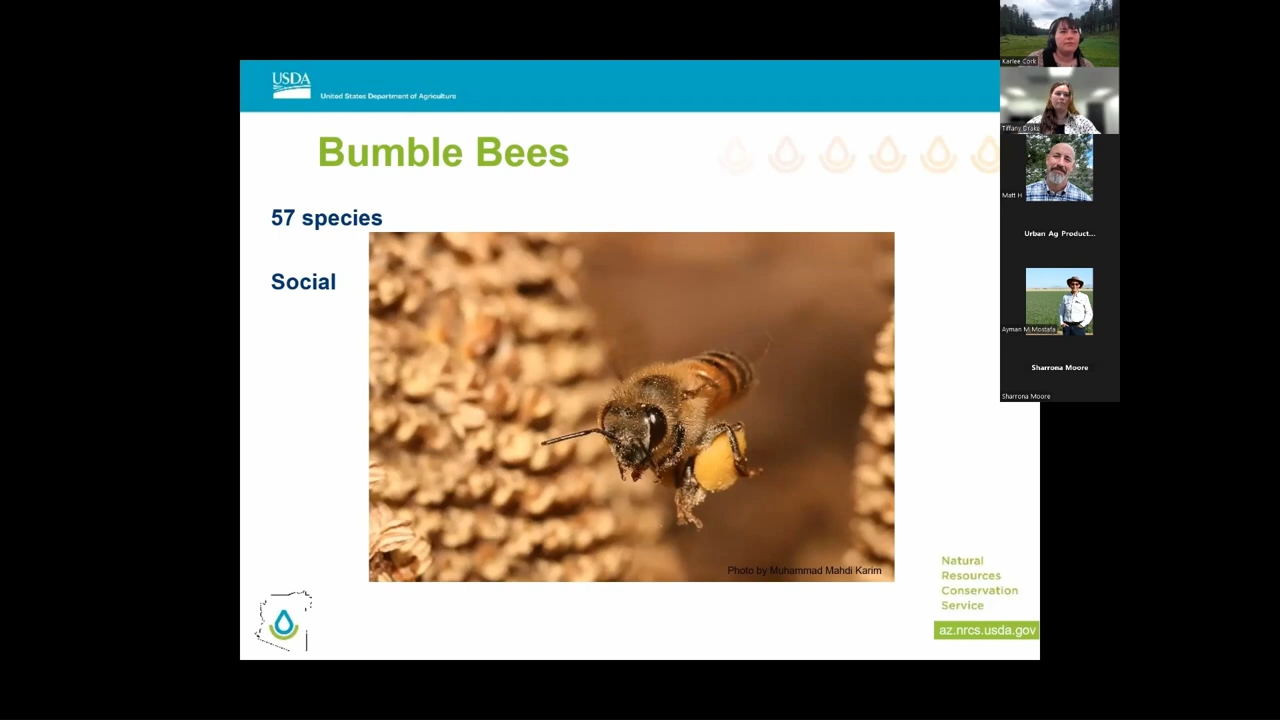 USDA
United States Department of Agriculture
Bumble Bees
57 species
Social
Photo by Muhammad Mahdi Karim
Natural
Resources
Conservation
Service
az.nrcs.usda.gov
Karlee Cork
Tiffany Drake
Matt H
Urban Ag Product...
Ayman M Mostafa
Sharrona Moore
Sharrona Moore